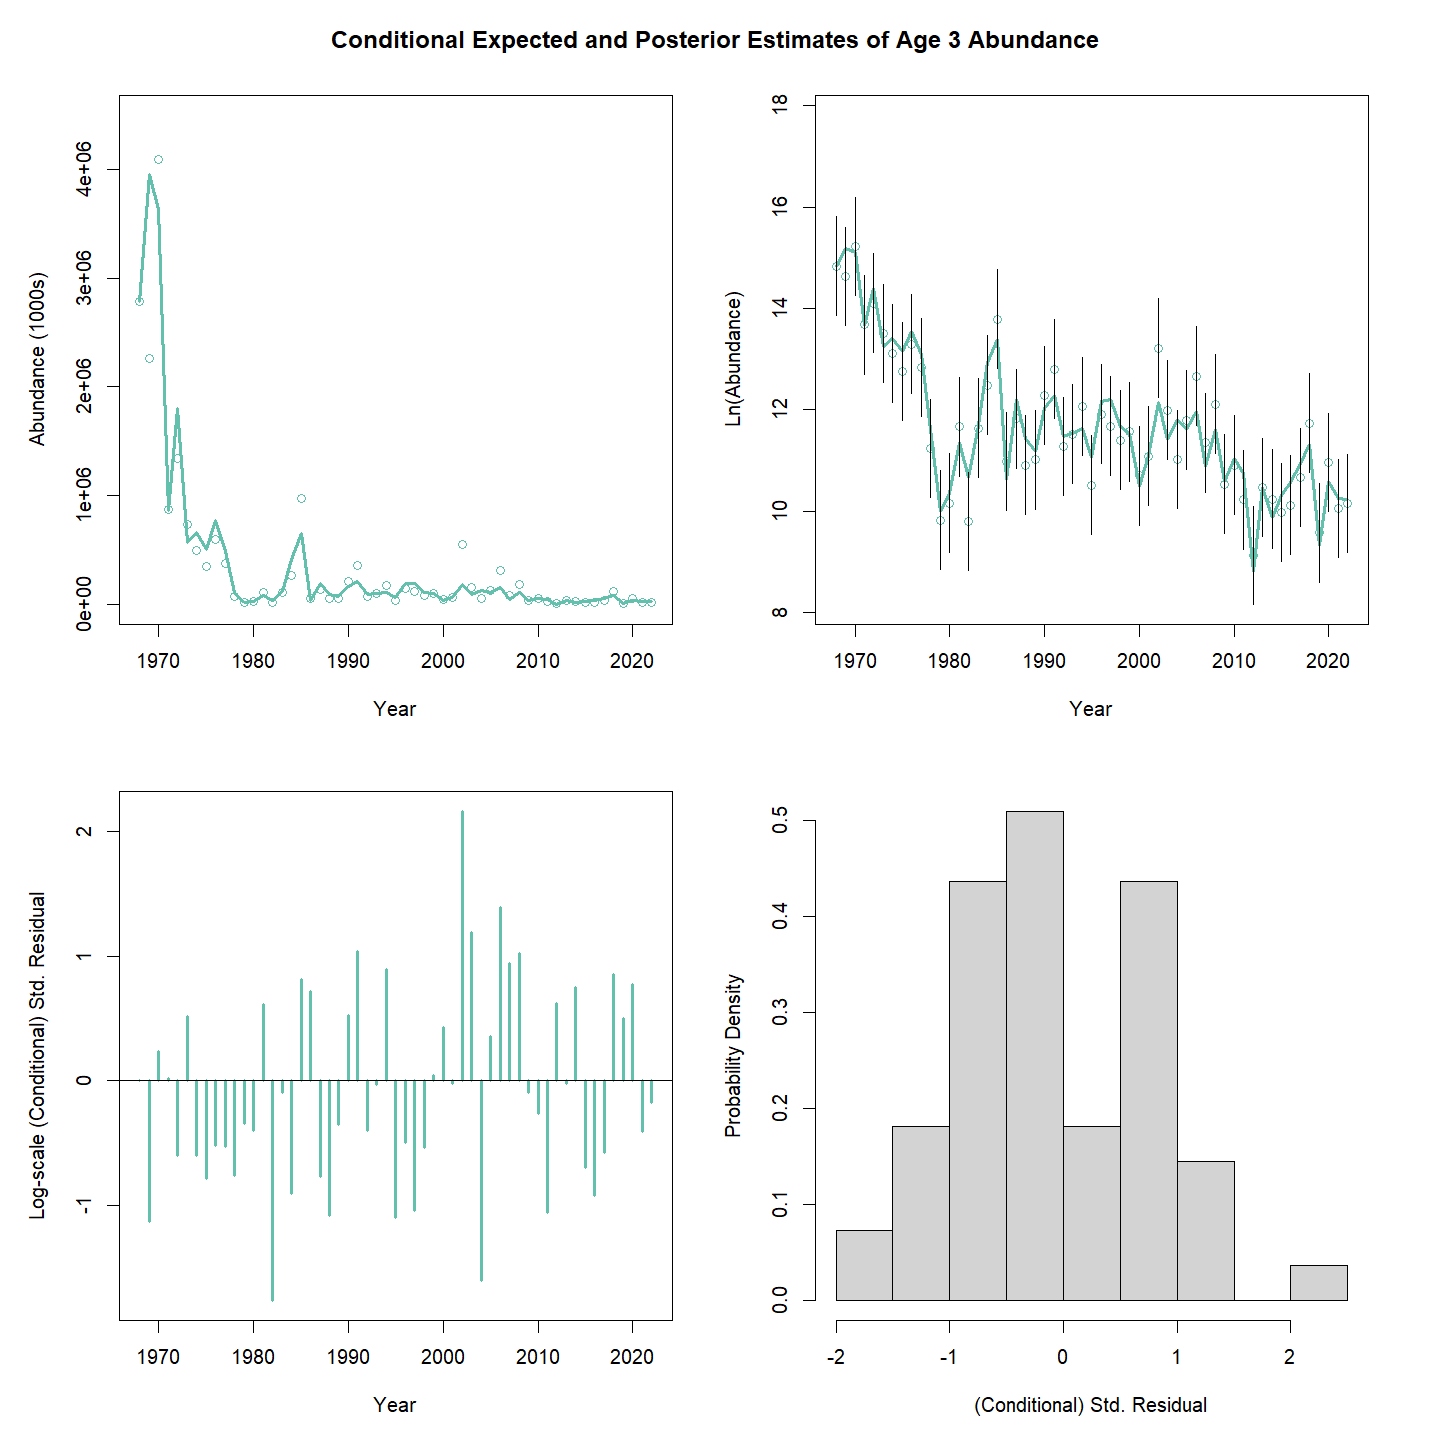 Conditional Expected and Posterior Estimates of Age 3 Abundance
Abundance (1000s)
0e+00 1e+06 2e+06 3e+06 4e+06
1970 1980 1990 2000 2010 2020
Year
Ln(Abundance)
8 10 12 14 16 18
1970 1980 1990 2000 2010 2020
Year
Log-scale (Conditional) Std. Residual
-1 0 1 2
1970 1980 1990 2000 2010 2020
Year
Probability Density
0.0 0.1 0.2 0.3 0.4 0.5
-2 -1 0 1 2
(Conditional) Std. Residual